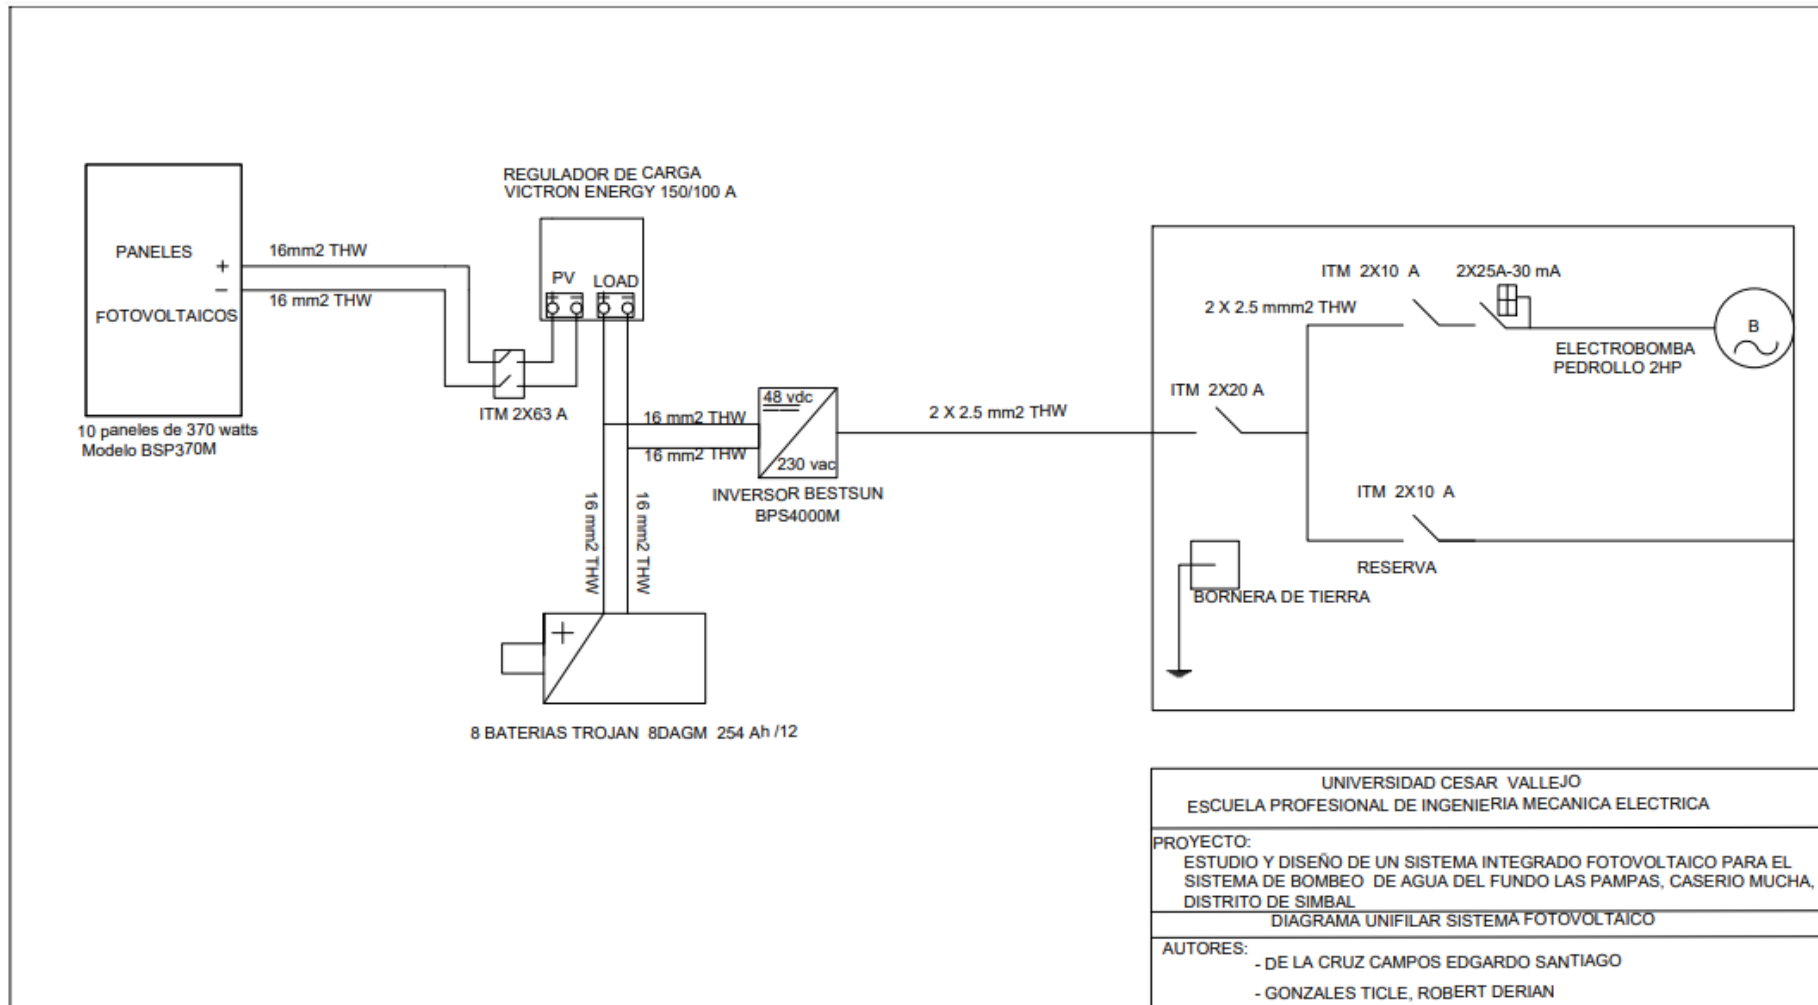 REGULADOR DE CARGA
VICTRON ENERGY 150/100 A
PANELES
FOTOVOLTAICOS
+
−
16mm2 THW
16 mm2 THW
PV
LOAD
ITM 2X63 A
10 paneles de 370 watts
Modelo BSP370M
16 mm2 THW
16 mm2 THW
48 vdc
230 vac
INVERSOR BESTSUN
BPS4000M
16 mm2 THW
16 mm2 THW
+
8 BATERIAS TROJAN 8DAGM 254 Ah /12
2 X 2.5 mm2 THW
ITM 2X20 A
ITM 2X10 A
2X25A-30 mA
2 X 2.5 mmm2 THW
B
ELECTROBOMBA
PEDROLLO 2HP
ITM 2X10 A
RESERVA
BORNERA DE TIERRA
UNIVERSIDAD CESAR VALLEJO
ESCUELA PROFESIONAL DE INGENIERIA MECANICA ELECTRICA
PROYECTO:
ESTUDIO Y DISEÑO DE UN SISTEMA INTEGRADO FOTOVOLTAICO PARA EL
SISTEMA DE BOMBEO DE AGUA DEL FUNDO LAS PAMPAS, CASERIO MUCHA,
DISTRITO DE SIMBAL
DIAGRAMA UNIFILAR SISTEMA FOTOVOLTAICO
AUTORES:
- DE LA CRUZ CAMPOS EDGARDO SANTIAGO
- GONZALES TICLE, ROBERT DERIAN